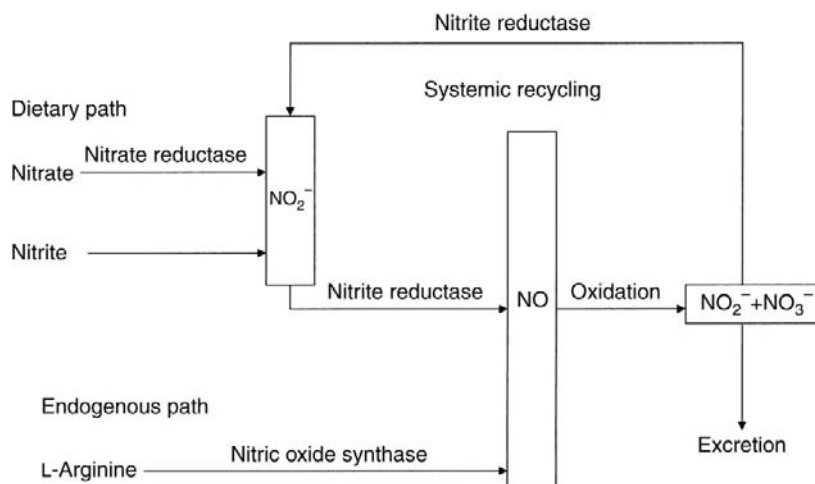 Nitrite reductase
Systemic recycling
Dietary path
Nitrate reductase
Nitrate
NO₂⁻
Nitrite
Nitrite reductase
NO
Oxidation
NO₂⁻+NO₃⁻
Endogenous path
Excretion
Nitric oxide synthase
L-Arginine